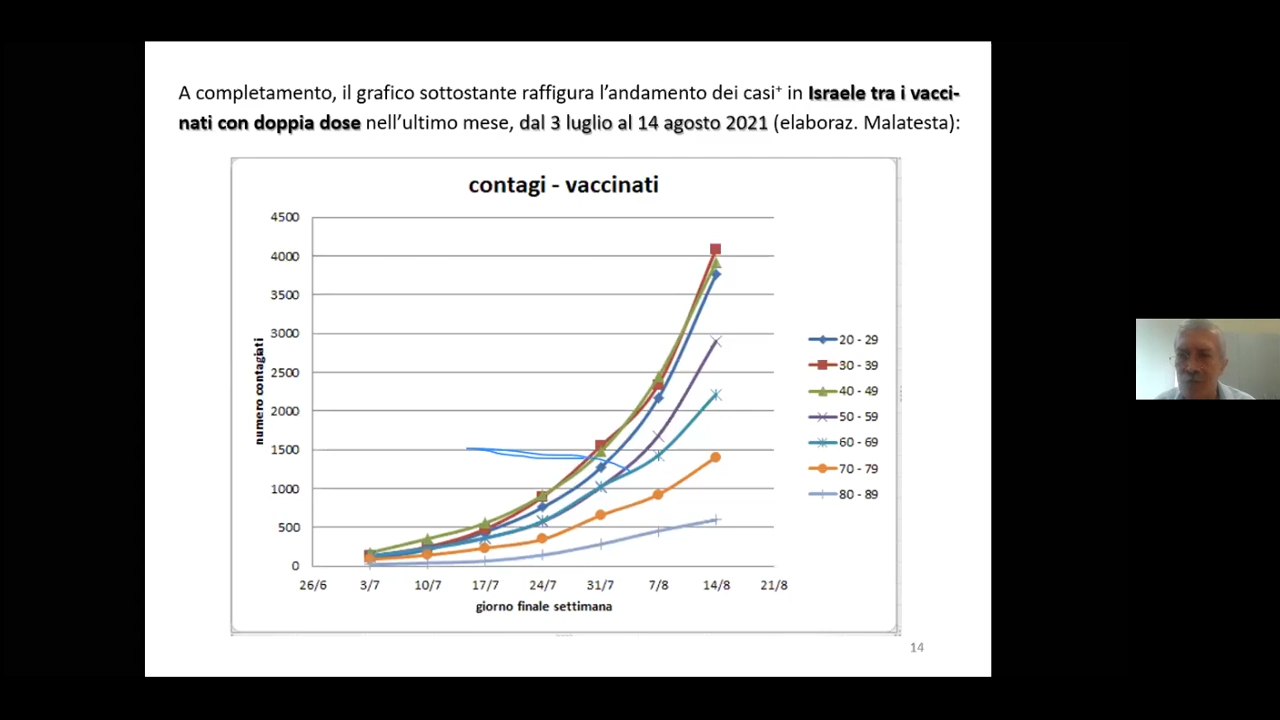 A completamento, il grafico sottostante raffigura l'andamento dei casi⁺ in Israele tra i vacci-
nati con doppia dose nell'ultimo mese, dal 3 luglio al 14 agosto 2021 (elaboraz. Malatesta):
contagi - vaccinati
numero contagiati
4500
4000
3500
3000
2500
2000
1500
1000
500
0
26/6 3/7 10/7 17/7 24/7 31/7 7/8 14/8 21/8
giorno finale settimana
20 - 29
30 - 39
40 - 49
50 - 59
60 - 69
70 - 79
80 - 89
14